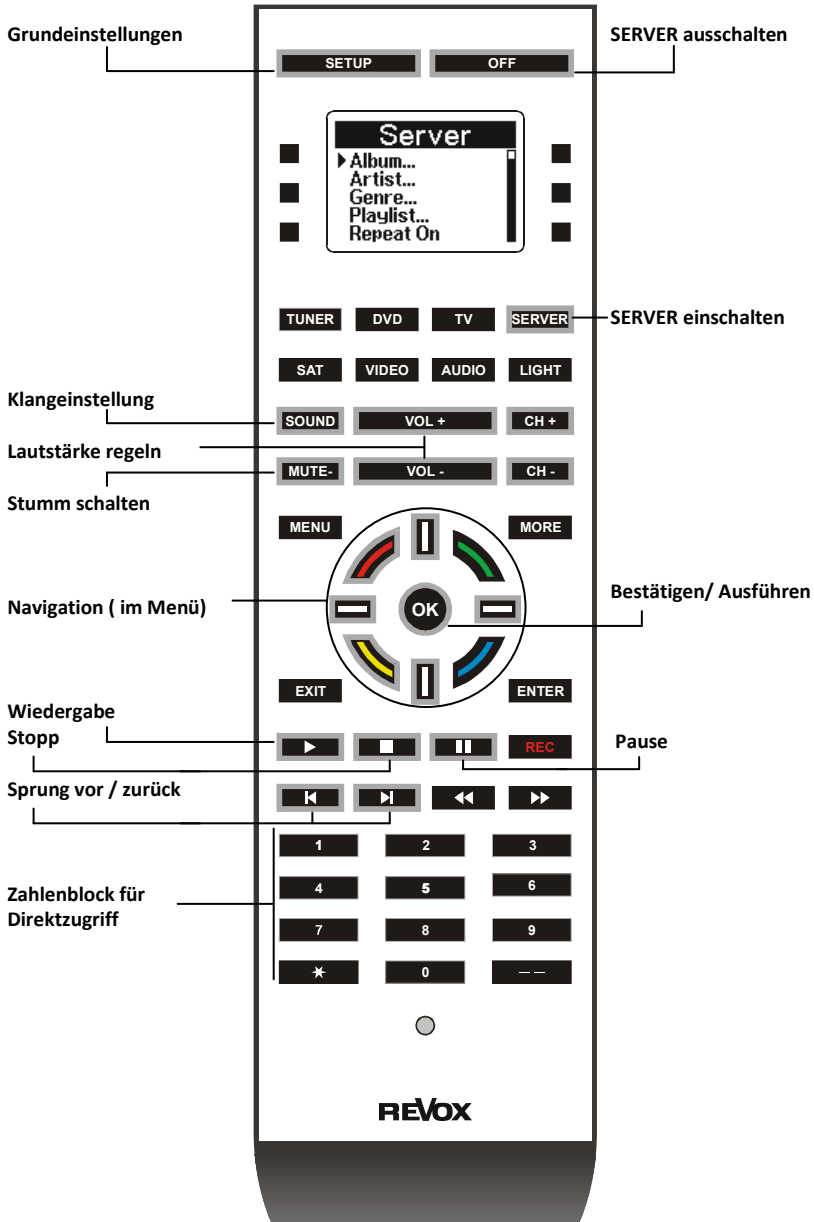 Grundeinstellungen
SERVER ausschalten
SETUP
OFF
Server
Album...
Artist...
Genre...
Playlist...
Repeat On
TUNER
DVD
TV
SERVER
SERVER einschalten
SAT
VIDEO
AUDIO
LIGHT
Klangeinstellung
SOUND
VOL +
CH +
Lautstärke regeln
MUTE-
VOL -
CH -
Stumm schalten
MENU
MORE
Navigation ( im Menü)
OK
Bestätigen/ Ausführen
EXIT
ENTER
Wiedergabe
Stopp
REC
Pause
Sprung vor / zurück
1
2
3
4
5
6
Zahlenblock für
Direktzugriff
7
8
9
0
– –
REVOX